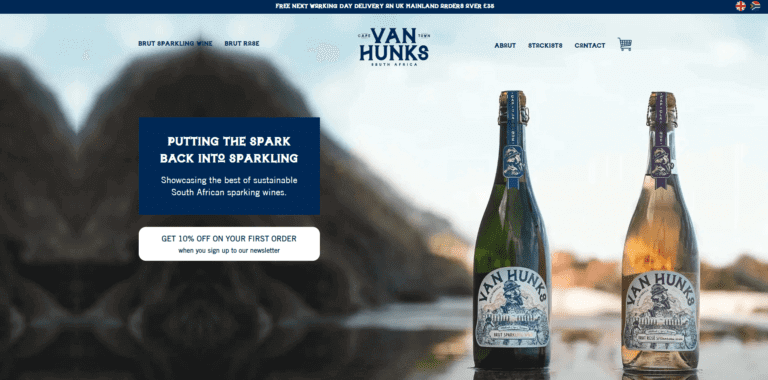 FREE NEXT WORKING DAY DELIVERY ON UK MAINLAND ORDERS OVER £35
BRUT SPARKLING WINE
BRUT ROSE
CAPE TOWN
VAN
HUNKS
SOUTH AFRICA
ABOUT
STOCKISTS
CONTACT
PUTTING THE SPARK
BACK INTO SPARKLING
Showcasing the best of sustainable
South African sparking wines.
GET 10% OFF ON YOUR FIRST ORDER
when you sign up to our newsletter
VAN HUNKS
BRUT SPARKLING
VAN HUNKS